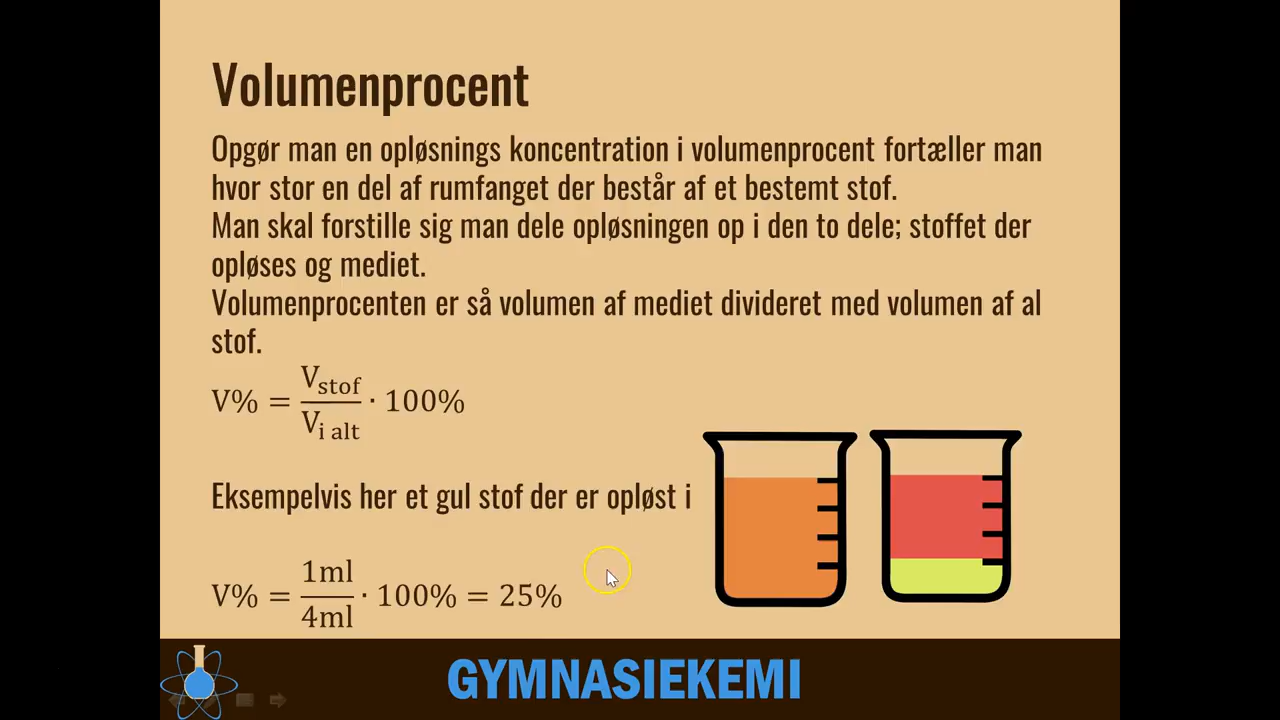 Volumenprocent
Opgør man en opløsnings koncentration i volumenprocent fortæller man
hvor stor en del af rumfanget der består af et bestemt stof.
Man skal forstille sig man dele opløsningen op i den to dele; stoffet der
opløses og mediet.
Volumenprocenten er så volumen af mediet divideret med volumen af al
stof.
V% = V_stof / V_i alt · 100%
Eksempelvis her et gul stof der er opløst i
V% = 1ml / 4ml · 100% = 25%
GYMNASIEKEMI